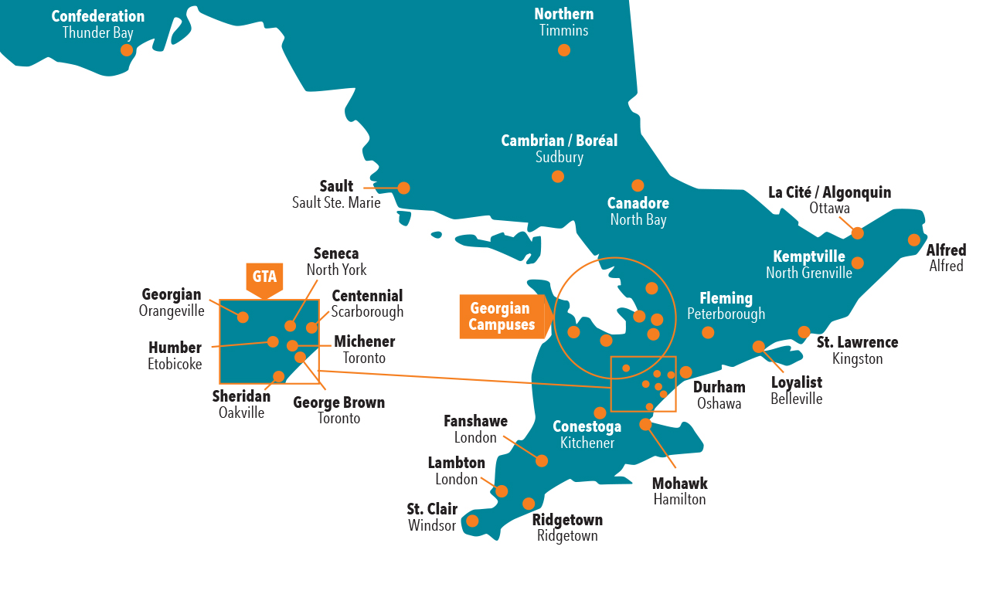 Confederation
Thunder Bay
Northern
Timmins
Cambrian / Boréal
Sudbury
Sault
Sault Ste. Marie
Canadore
North Bay
La Cité / Algonquin
Ottawa
Kemptville
North Grenville
Alfred
Alfred
Seneca
North York
GTA
Georgian
Orangeville
Centennial
Scarborough
Humber
Etobicoke
Michener
Toronto
Sheridan
Oakville
George Brown
Toronto
Georgian
Campuses
Fleming
Peterborough
St. Lawrence
Kingston
Loyalist
Belleville
Durham
Oshawa
Conestoga
Kitchener
Fanshawe
London
Lambton
London
Mohawk
Hamilton
St. Clair
Windsor
Ridgetown
Ridgetown